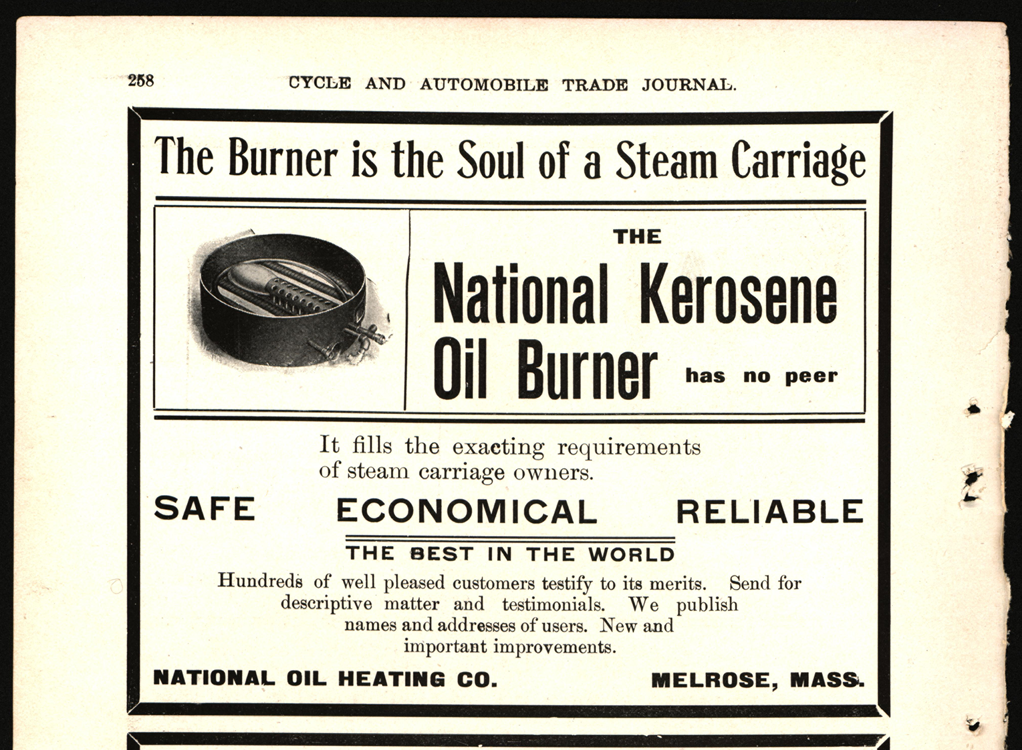 258
CYCLE AND AUTOMOBILE TRADE JOURNAL.
The Burner is the Soul of a Steam Carriage
THE
National Kerosene
Oil Burner has no peer
It fills the exacting requirements
of steam carriage owners.
SAFE ECONOMICAL RELIABLE
THE BEST IN THE WORLD
Hundreds of well pleased customers testify to its merits. Send for
descriptive matter and testimonials. We publish
names and addresses of users. New and
important improvements.
NATIONAL OIL HEATING CO. MELROSE, MASS.